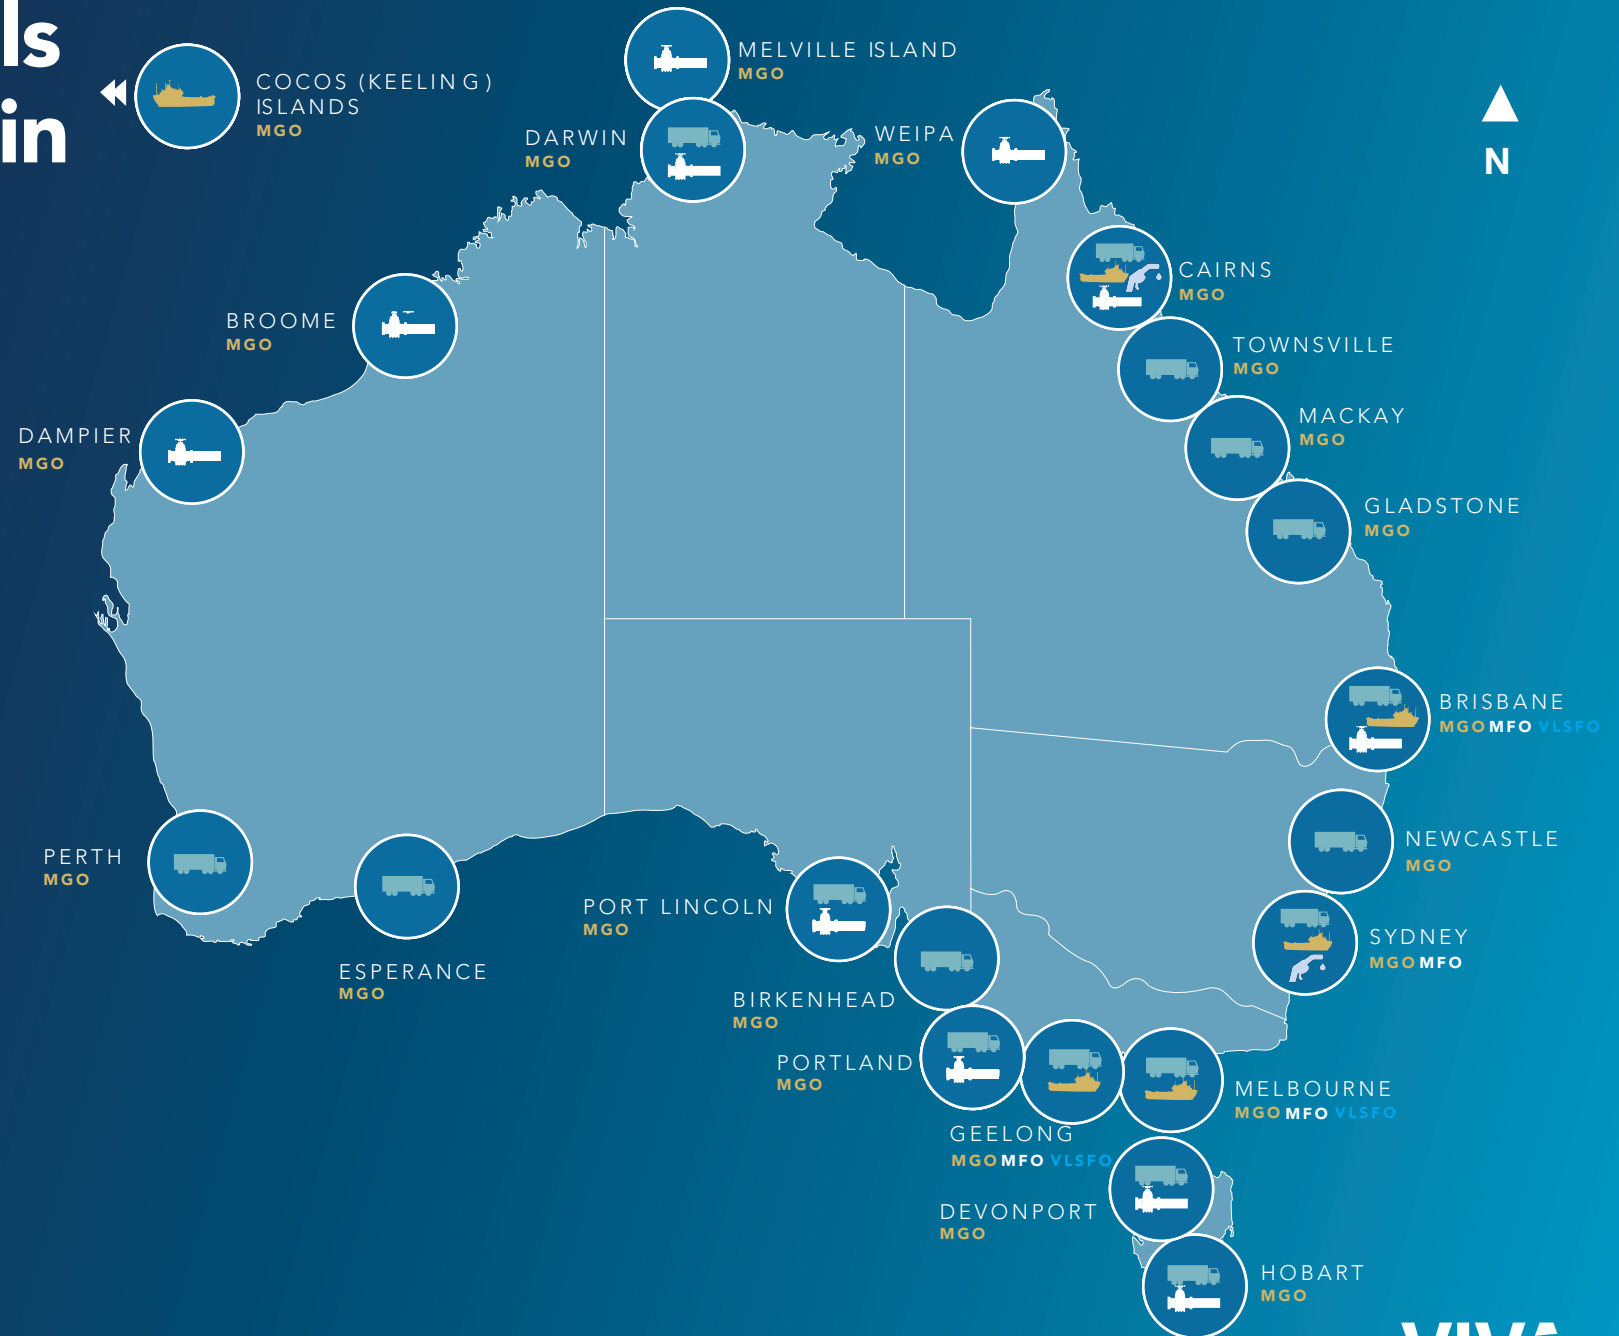 ls
in
COCOS (KEELING)
ISLANDS
MGO
MELVILLE ISLAND
MGO
DARWIN
MGO
WEIPA
MGO
N
CAIRNS
MGO
BROOME
MGO
TOWNSVILLE
MGO
MACKAY
MGO
DAMPIER
MGO
GLADSTONE
MGO
BRISBANE
MGO MFO VLSFO
NEWCASTLE
MGO
PERTH
MGO
PORT LINCOLN
MGO
SYDNEY
MGO MFO
ESPERANCE
MGO
BIRKENHEAD
MGO
PORTLAND
MGO
MELBOURNE
MGO MFO VLSFO
GEELONG
MGO MFO VLSFO
DEVONPORT
MGO
HOBART
MGO
VIVA